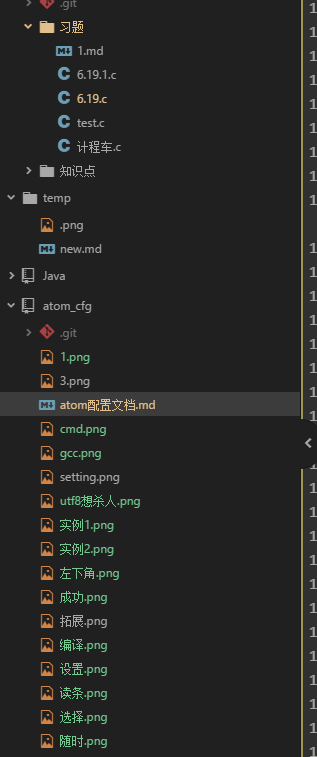 .git
习题
1.md
6.19.1.c
6.19.c
test.c
计程车.c
知识点
temp
.png
new.md
Java
atom_cfg
.git
1.png
3.png
atom配置文档.md
cmd.png
gcc.png
setting.png
utf8想杀人.png
实例1.png
实例2.png
左下角.png
成功.png
拓展.png
编译.png
设置.png
读条.png
选择.png
随时.png